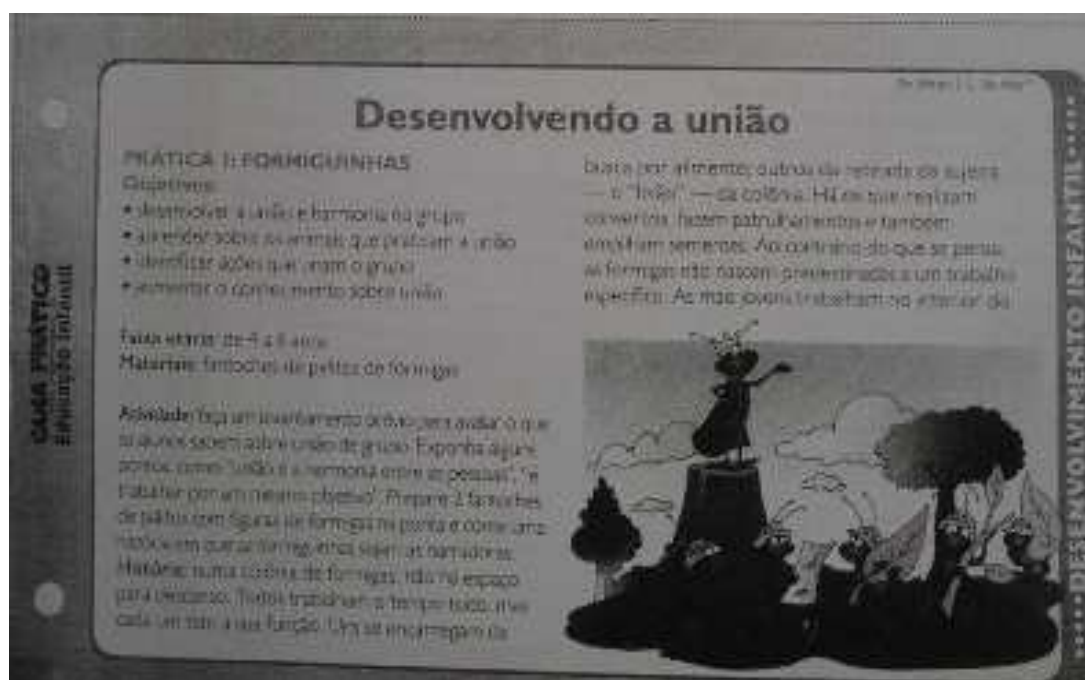 Desenvolvendo a união
PRÁTICA 1: FORMIGUINHAS
Objetivos:
• desenvolver a união e harmonia no grupo
• aprender sobre os animais que praticam a união
• identificar ações que unam o grupo
• aumentar o conhecimento sobre união
Faixa etária: de 4 a 6 anos
Materiais: fantoches de palitos de formigas
Atividade: faça um levantamento prévio para avaliar o que
os alunos sabem sobre união de grupo. Exponha alguns
pontos como "união é a harmonia entre as pessoas", "é
trabalhar por um mesmo objetivo". Prepare 2 fantoches
de palitos com figuras de formigas na ponta e conte uma
história em que as formiguinhas sejam as narradoras.
História: numa colônia de formigas, não há espaço
para descanso. Todos trabalham o tempo todo, mas
cada um tem a sua função. Uns se encarregam da
busca por alimento; outros da retirada da sujeira
— o "lixão" — da colônia. Há os que realizam
consertos, fazem patrulhamentos e também
empilham sementes. Ao contrário do que se pensa,
as formigas não nascem predestinadas a um trabalho
específico. As mais jovens trabalham no interior da
GUIA PRÁTICO
Educação Infantil
DESENVOLVIMENTO INFANTIL